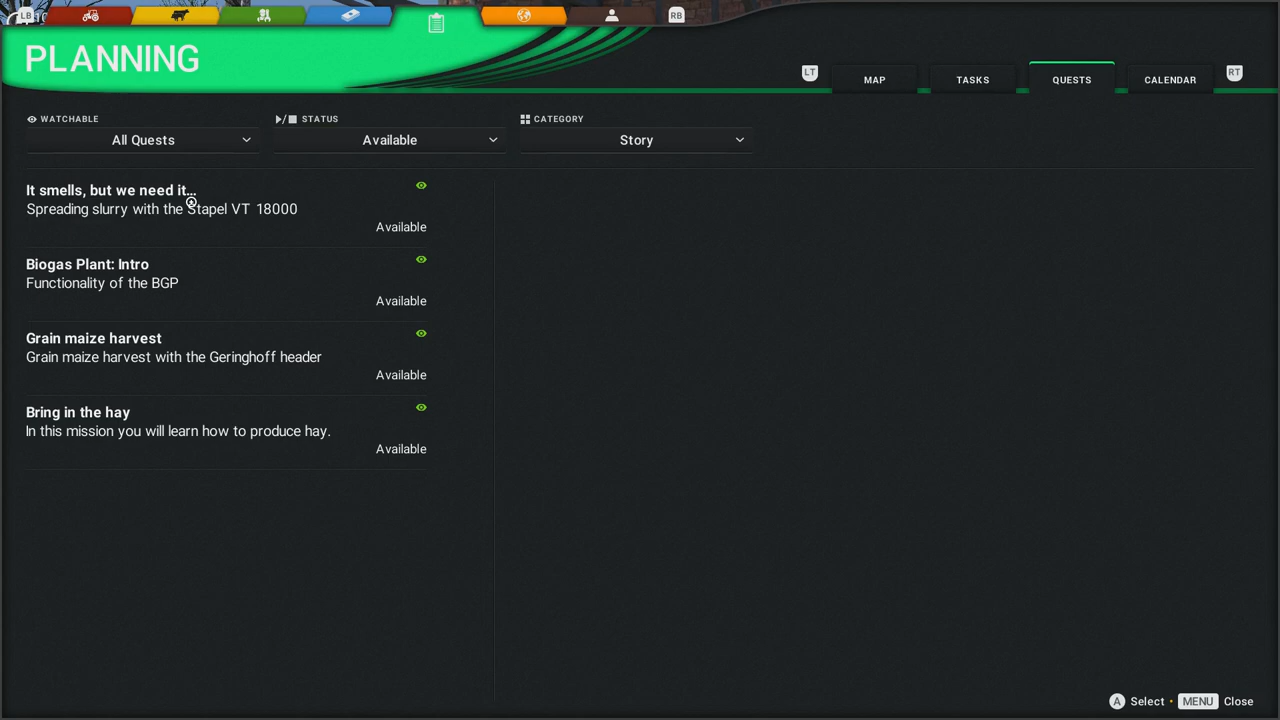 LB
RB
PLANNING
LT
MAP
TASKS
QUESTS
CALENDAR
RT
WATCHABLE
STATUS
CATEGORY
All Quests
Available
Story
It smells, but we need it...
Spreading slurry with the Stapel VT 18000
Available
Biogas Plant: Intro
Functionality of the BGP
Available
Grain maize harvest
Grain maize harvest with the Geringhoff header
Available
Bring in the hay
In this mission you will learn how to produce hay.
Available
A Select • MENU Close